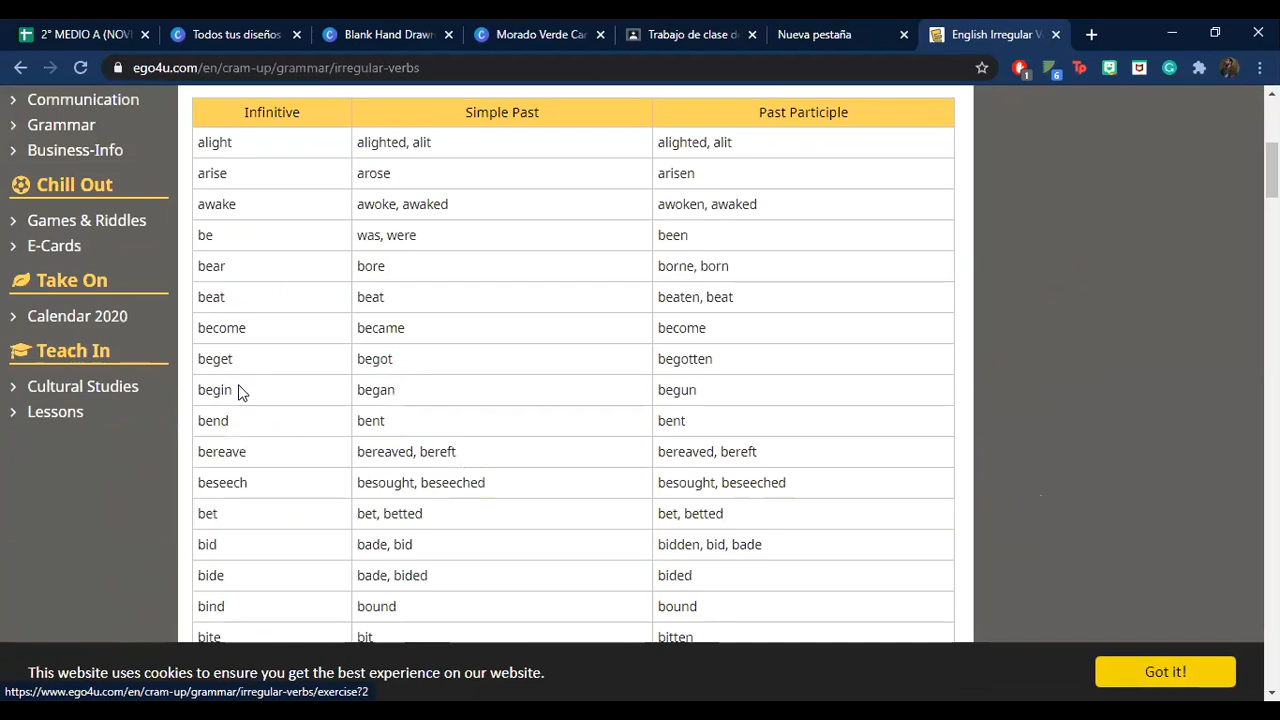 2° MEDIO A (NOV
Todos tus diseños
Blank Hand Drawn
Morado Verde Car
Trabajo de clase de
Nueva pestaña
English Irregular V
ego4u.com/en/cram-up/grammar/irregular-verbs
1
6
Communication
Grammar
Business-Info
Chill Out
Games & Riddles
E-Cards
Take On
Calendar 2020
Teach In
Cultural Studies
Lessons
Infinitive Simple Past Past Participle
alight alighted, alit alighted, alit
arise arose arisen
awake awoke, awaked awoken, awaked
be was, were been
bear bore borne, born
beat beat beaten, beat
become became become
beget begot begotten
begin began begun
bend bent bent
bereave bereaved, bereft bereaved, bereft
beseech besought, beseeched besought, beseeched
bet bet, betted bet, betted
bid bade, bid bidden, bid, bade
bide bade, bided bided
bind bound bound
bite bit bitten
This website uses cookies to ensure you get the best experience on our website.
Got it!
https://www.ego4u.com/en/cram-up/grammar/irregular-verbs/exercise?2